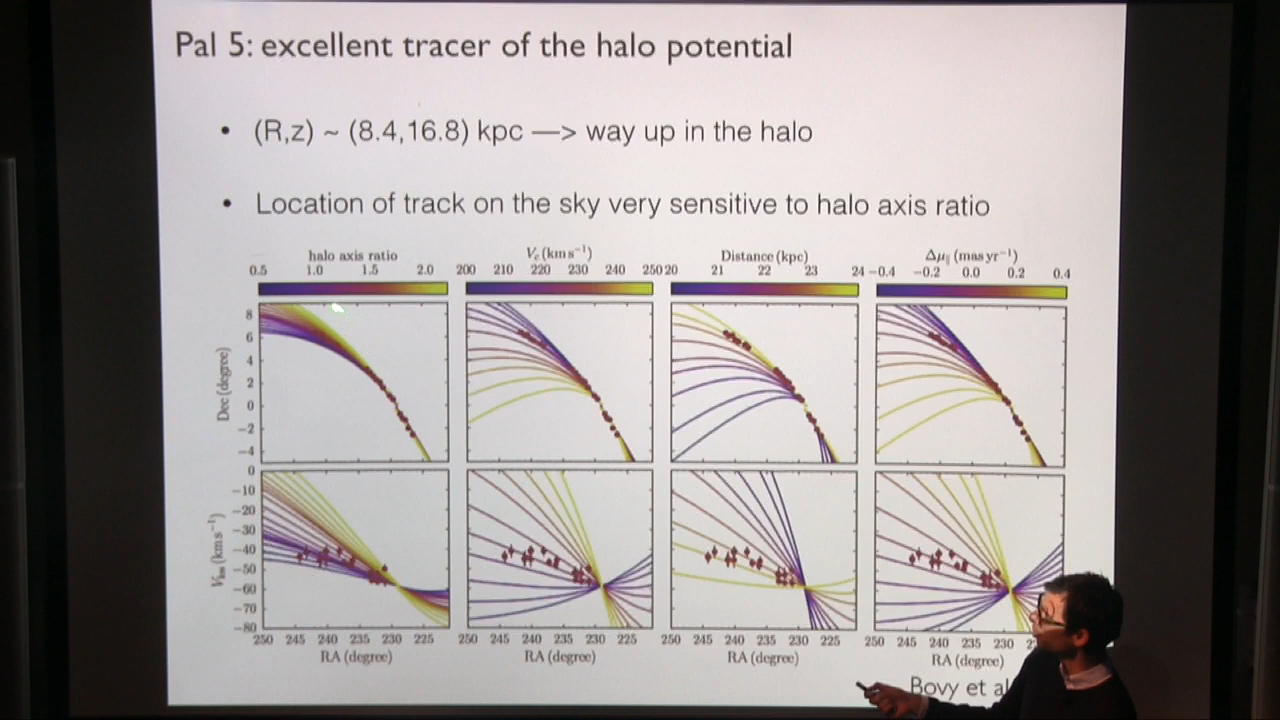 Pal 5: excellent tracer of the halo potential
• (R,z) ~ (8.4,16.8) kpc —> way up in the halo
• Location of track on the sky very sensitive to halo axis ratio
halo axis ratio V_c (km s⁻¹) Distance (kpc) Δμ∥ (mas yr⁻¹)
0.5 1.0 1.5 2.0 200 210 220 230 240 250 20 21 22 23 24 −0.4 −0.2 0.0 0.2 0.4
Dec (degree)
8
6
4
2
0
−2
−4
V_los (km s⁻¹)
0
−10
−20
−30
−40
−50
−60
−70
−80
250 245 240 235 230 225 250 245 240 235 230 225 250 245 240 235 230 225 250 245 240 235 230
RA (degree) RA (degree) RA (degree) RA (degree)
Bovy et al